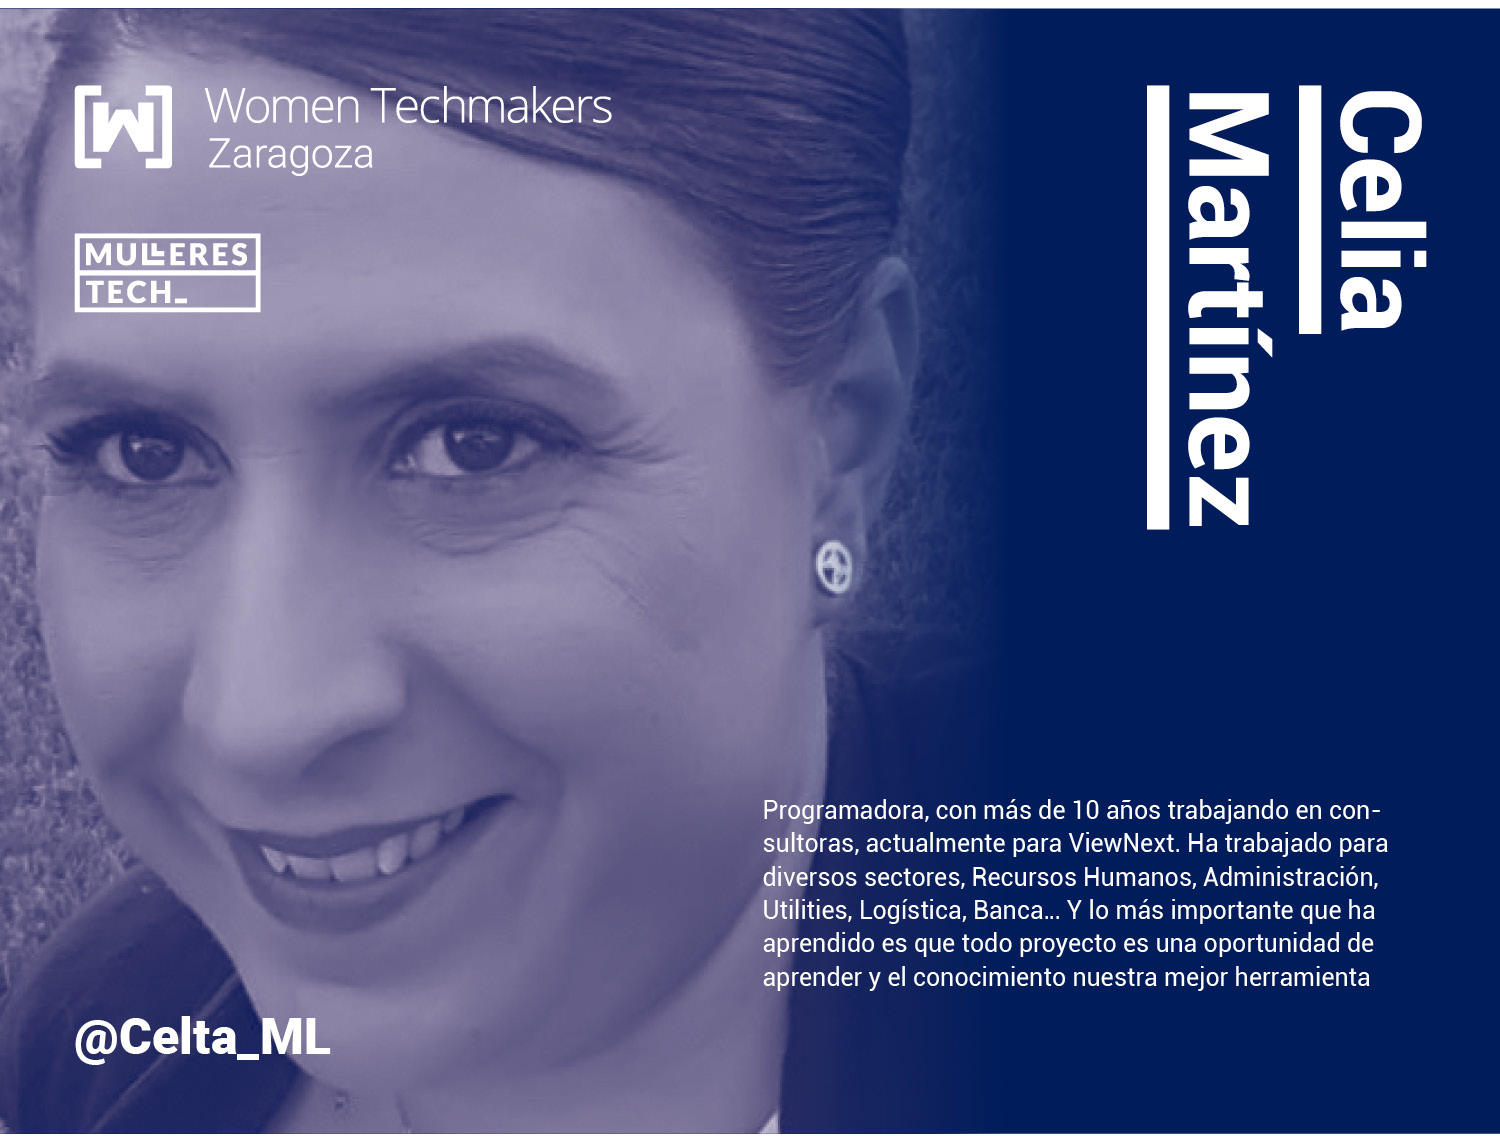 Women Techmakers
Zaragoza
MULLERES
TECH_
Celia
Martínez
Programadora, con más de 10 años trabajando en con-
sultoras, actualmente para ViewNext. Ha trabajado para
diversos sectores, Recursos Humanos, Administración,
Utilities, Logística, Banca... Y lo más importante que ha
aprendido es que todo proyecto es una oportunidad de
aprender y el conocimiento nuestra mejor herramienta
@Celta_ML